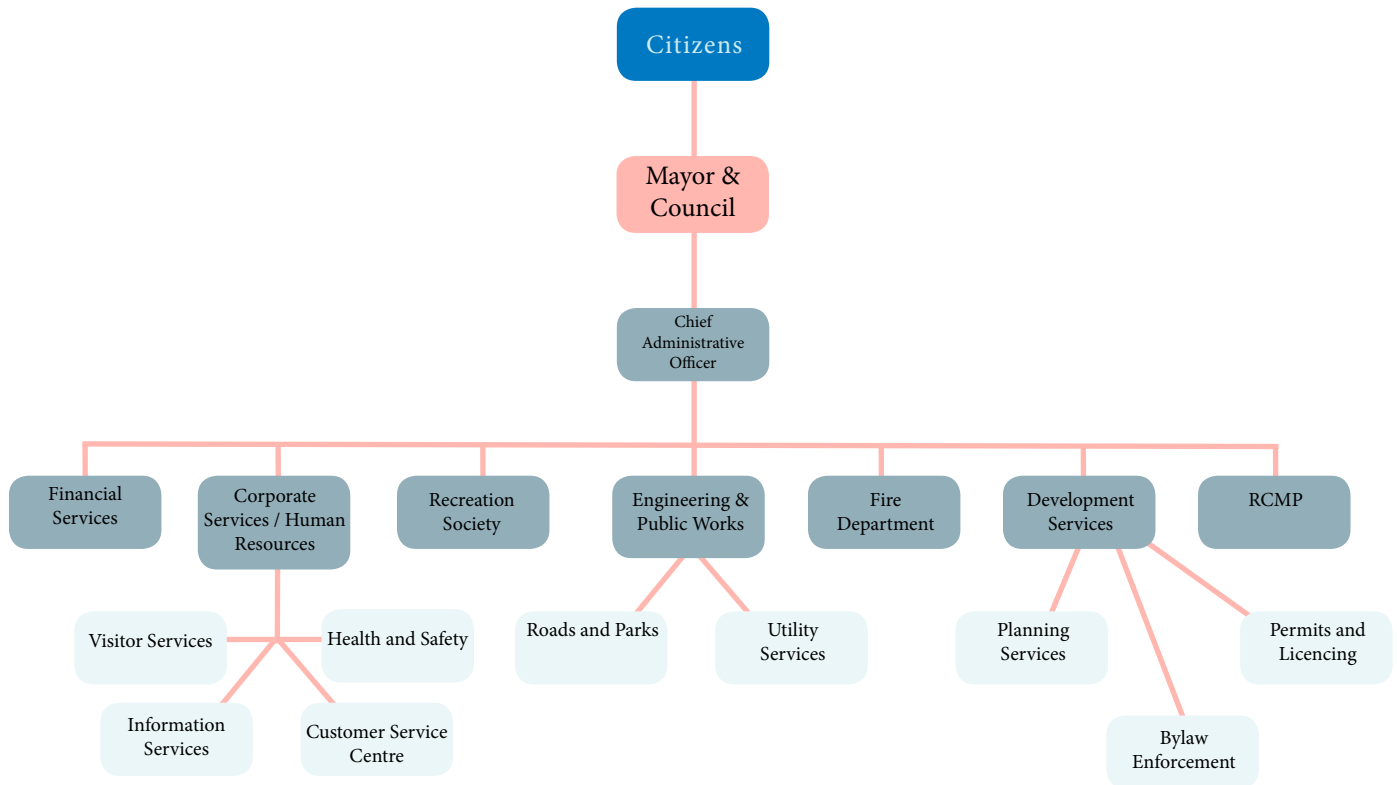 Citizens
Mayor &
Council
Chief
Administrative
Officer
Financial
Services
Corporate
Services / Human
Resources
Recreation
Society
Engineering &
Public Works
Fire
Department
Development
Services
RCMP
Visitor Services
Health and Safety
Information
Services
Customer Service
Centre
Roads and Parks
Utility
Services
Planning
Services
Permits and
Licencing
Bylaw
Enforcement